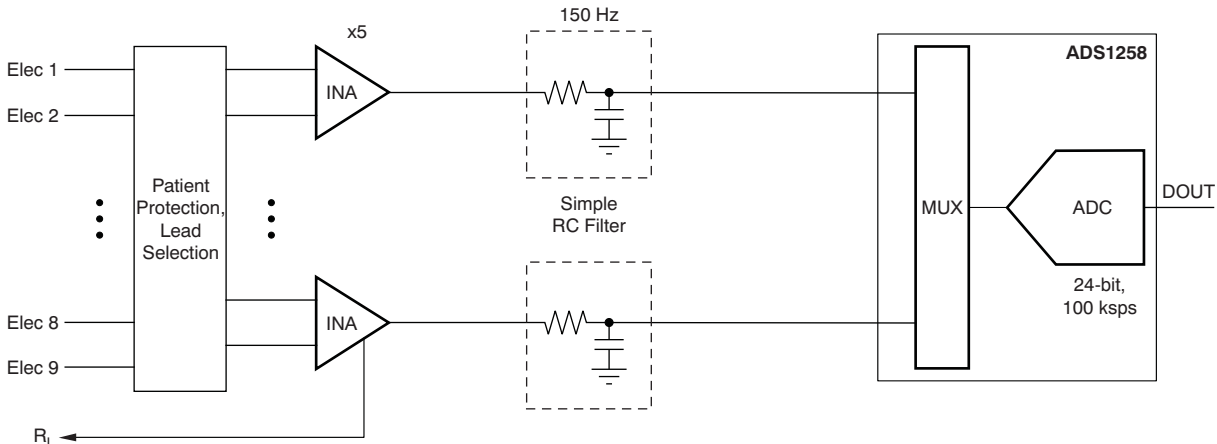 150 Hz
x5
ADS1258
Elec 1
INA
Elec 2
Patient
Protection,
Lead
Selection
Simple
RC Filter
MUX
ADC
DOUT
24-bit,
100 ksps
Elec 8
INA
Elec 9
RL